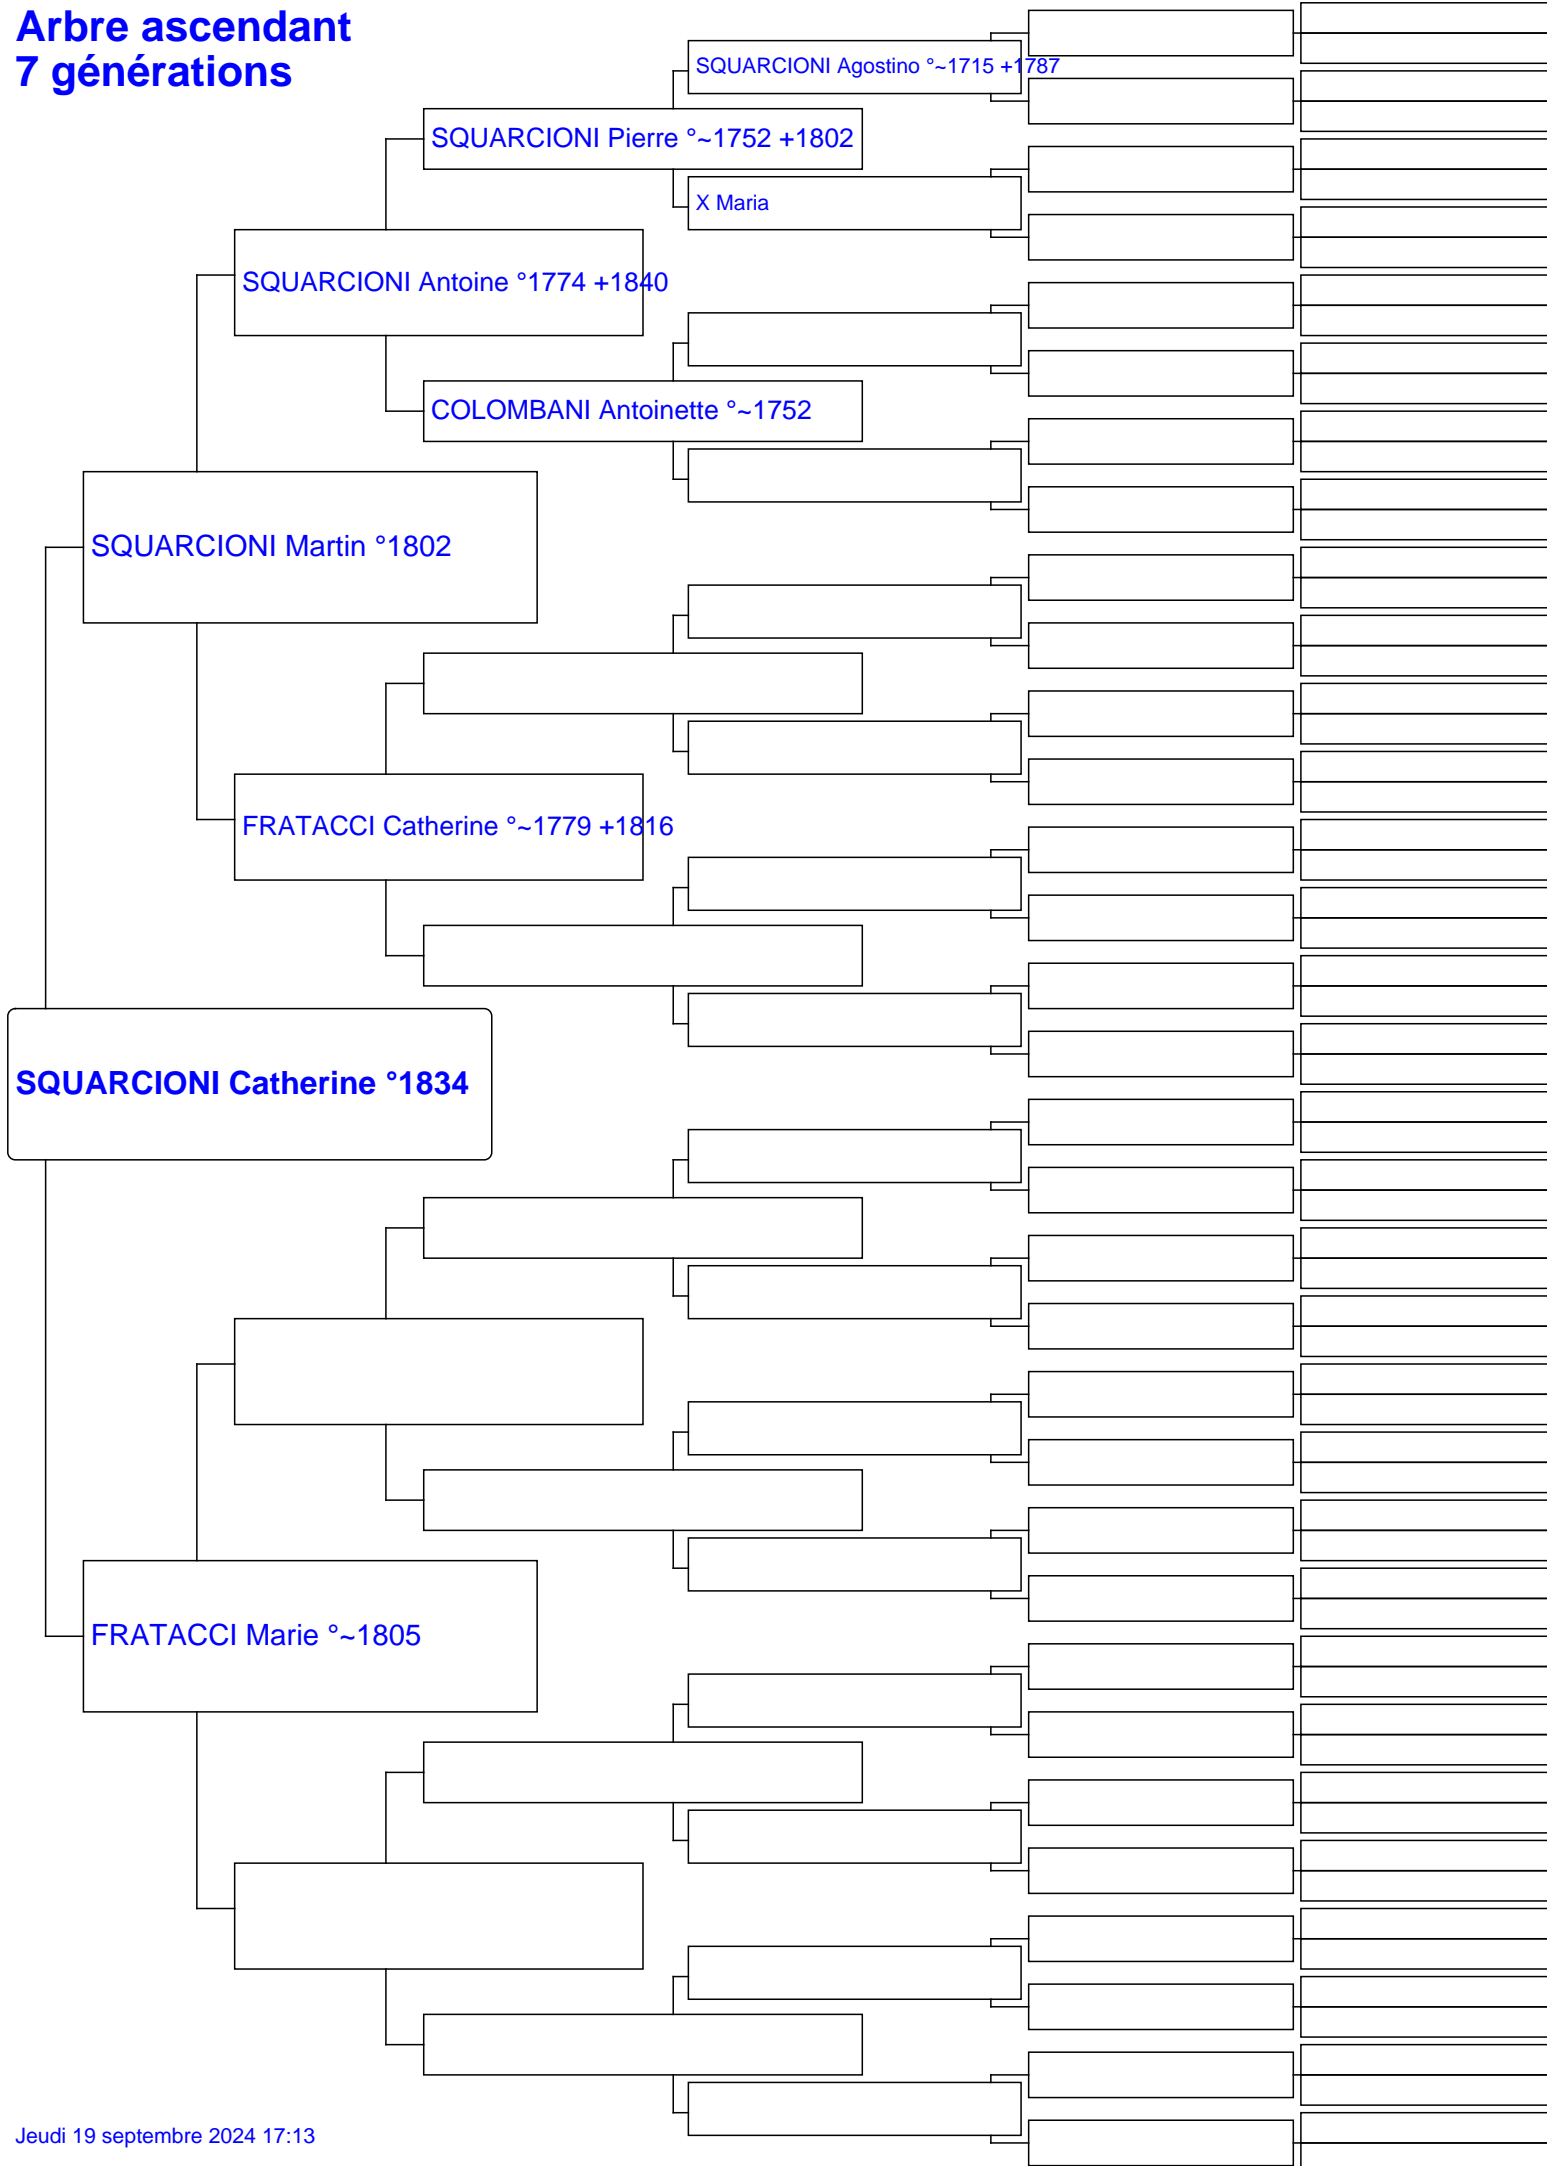 Arbre ascendant
7 générations
SQUARCIONI Agostino °~1715 +1787
SQUARCIONI Pierre °~1752 +1802
X Maria
SQUARCIONI Antoine °1774 +1840
COLOMBANI Antoinette °~1752
SQUARCIONI Martin °1802
FRATACCI Catherine °~1779 +1816
SQUARCIONI Catherine °1834
FRATACCI Marie °~1805
Jeudi 19 septembre 2024 17:13